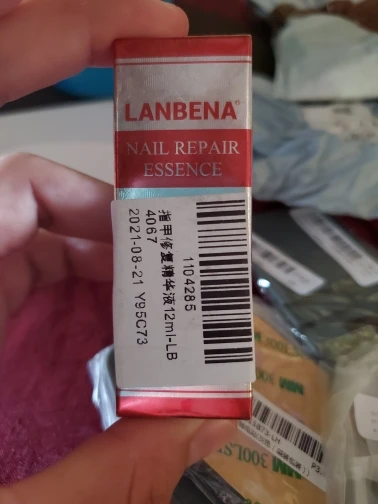 LANBENA®
NAIL REPAIR
ESSENCE
1104285
指甲修复精华液12ml-LB
4067
2021-08-21 Y95C73